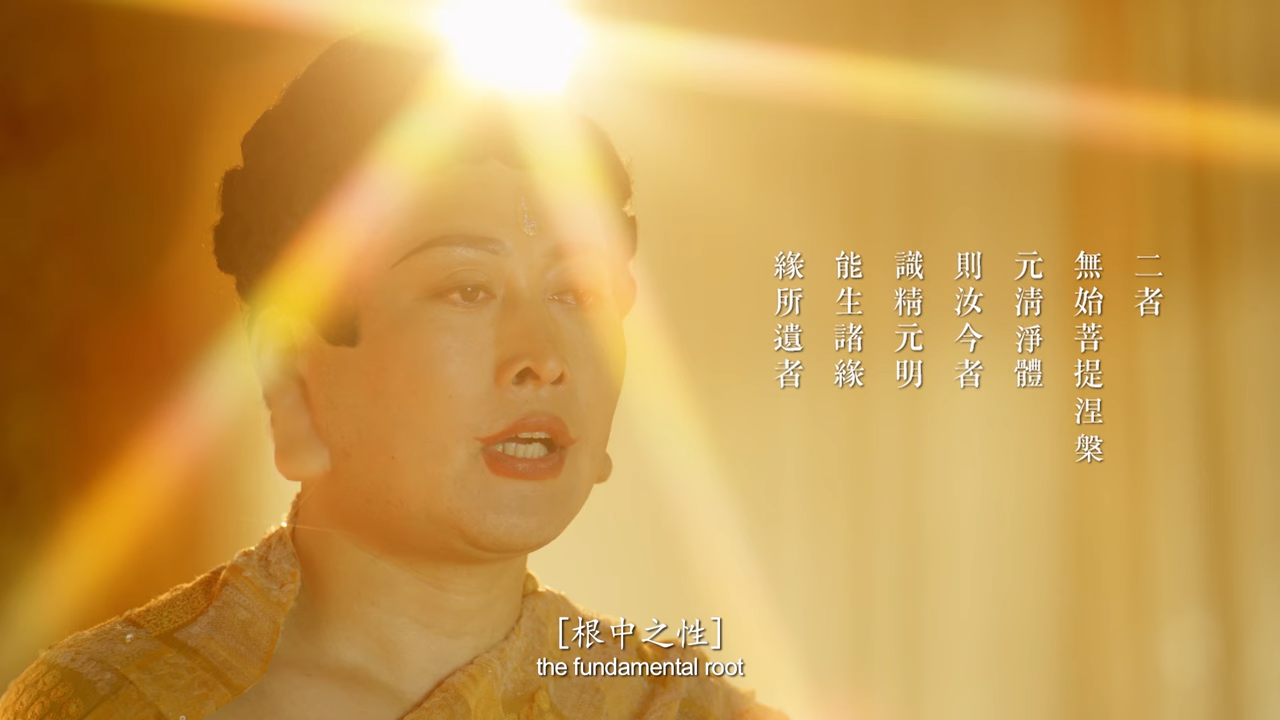 二者
無始菩提涅槃
元淸淨體
則汝今者
識精元明
能生諸緣
緣所遺者
[根中之性]
the fundamental root